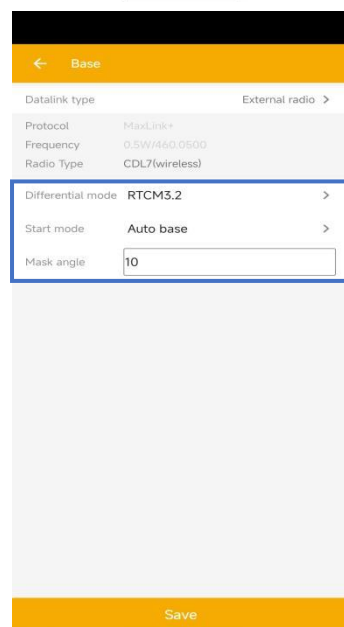 Base
Datalink type External radio
Protocol MaxLink+
Frequency 0.5W/460.0500
Radio Type CDL7(wireless)
Differential mode RTCM3.2
Start mode Auto base
Mask angle 10
Save